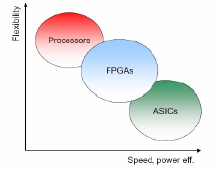 Flexibility
Processors
FPGAs
ASICs
Speed, power eff.